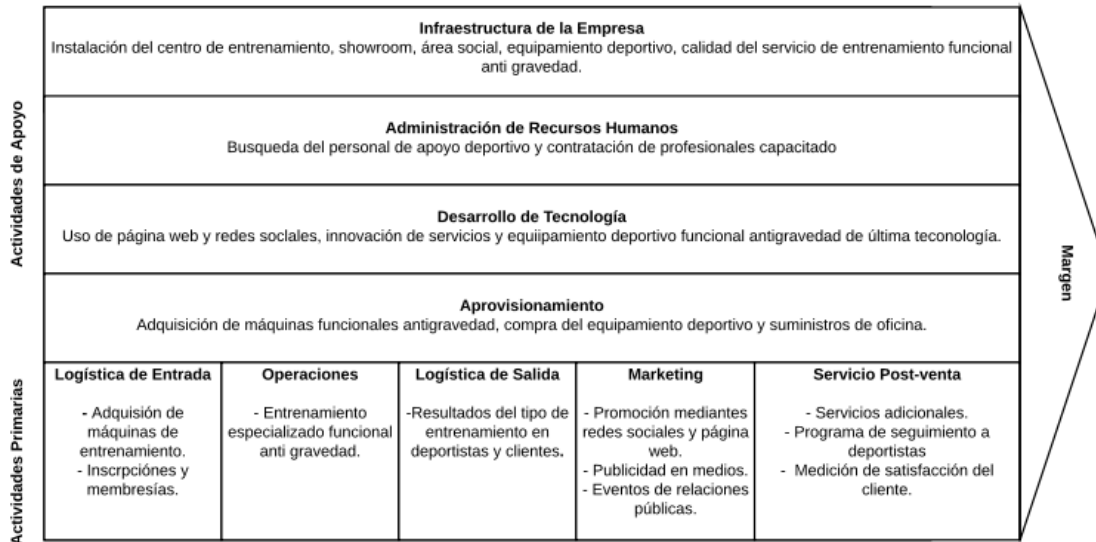 Infraestructura de la Empresa
Instalación del centro de entrenamiento, showroom, área social, equipamiento deportivo, calidad del servicio de entrenamiento funcional
anti gravedad.
Actividades de Apoyo
Administración de Recursos Humanos
Busqueda del personal de apoyo deportivo y contratación de profesionales capacitado
Desarrollo de Tecnología
Uso de página web y redes soclales, innovación de servicios y equiipamiento deportivo funcional antigravedad de última teconología.
Aprovisionamiento
Adquisición de máquinas funcionales antigravedad, compra del equipamiento deportivo y suministros de oficina.
Margen
Actividades Primarias
Logística de Entrada
- Adquisión de
máquinas de
entrenamiento.
- Inscrpciónes y
membresías.
Operaciones
- Entrenamiento
especializado funcional
anti gravedad.
Logística de Salida
-Resultados del tipo de
entrenamiento en
deportistas y clientes.
Marketing
- Promoción mediantes
redes sociales y página
web.
- Publicidad en medios.
- Eventos de relaciones
públicas.
Servicio Post-venta
- Servicios adicionales.
- Programa de seguimiento a
deportistas
- Medición de satisfacción del
cliente.